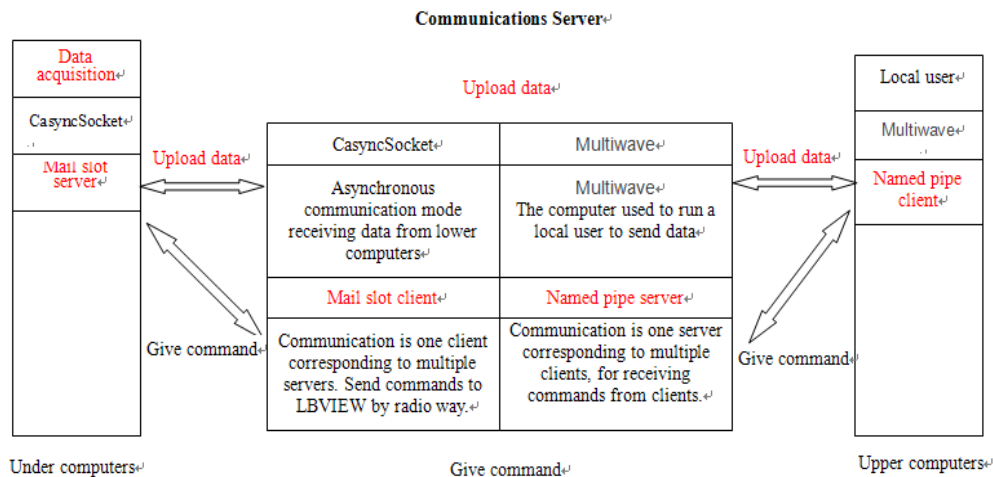 Communications Server
Data
acquisition
CasyncSocket
Mail slot
server
Under computers
Upload data
Give command
Upload data
CasyncSocket
Multiwave
Asynchronous
communication mode
receiving data from lower
computers
Multiwave
The computer used to run a
local user to send data
Mail slot client
Named pipe server
Communication is one client
corresponding to multiple
servers. Send commands to
LBVIEW by radio way.
Communication is one server
corresponding to multiple
clients, for receiving
commands from clients.
Give command
Upload data
Give command
Local user
Multiwave
Named pipe
client
Upper computers